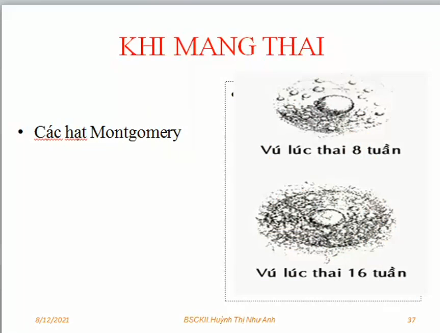 KHI MANG THAI
• Các hạt Montgomery
Vú lúc thai 8 tuần
Vú lúc thai 16 tuần
8/12/2021
BSCKII.Huỳnh Thị Như Anh
37